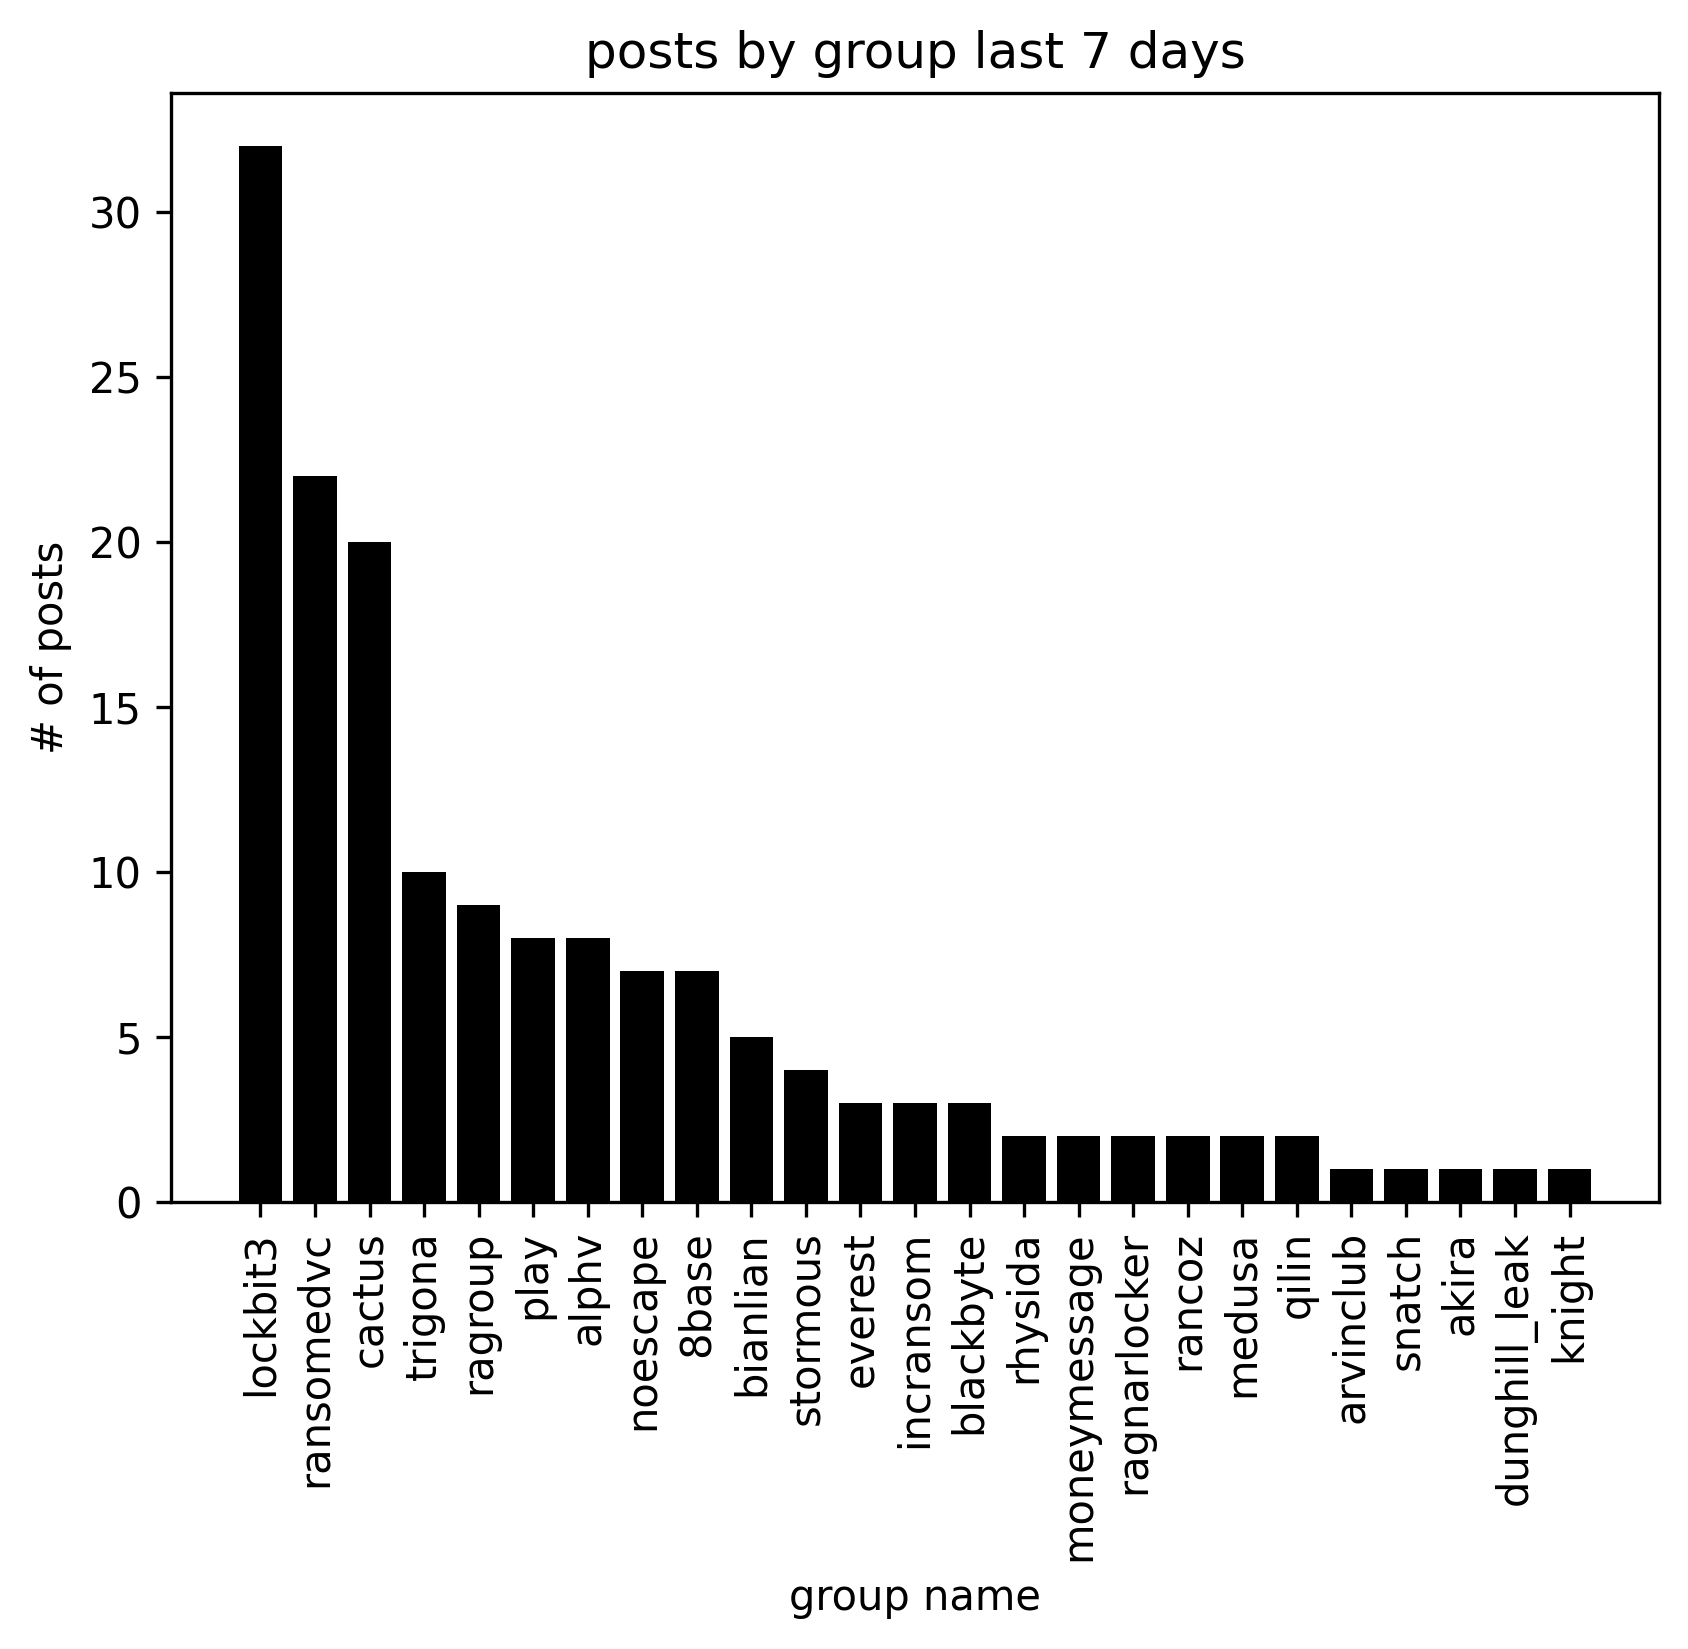 posts by group last 7 days
# of posts
30
25
20
15
10
5
0
lockbit3
ransomedvc
cactus
trigona
ragroup
play
alphv
noescape
8base
bianlian
stormous
everest
incransom
blackbyte
rhysida
moneymessage
ragnarlocker
rancoz
medusa
qilin
arvinclub
snatch
akira
dunghill_leak
knight
group name